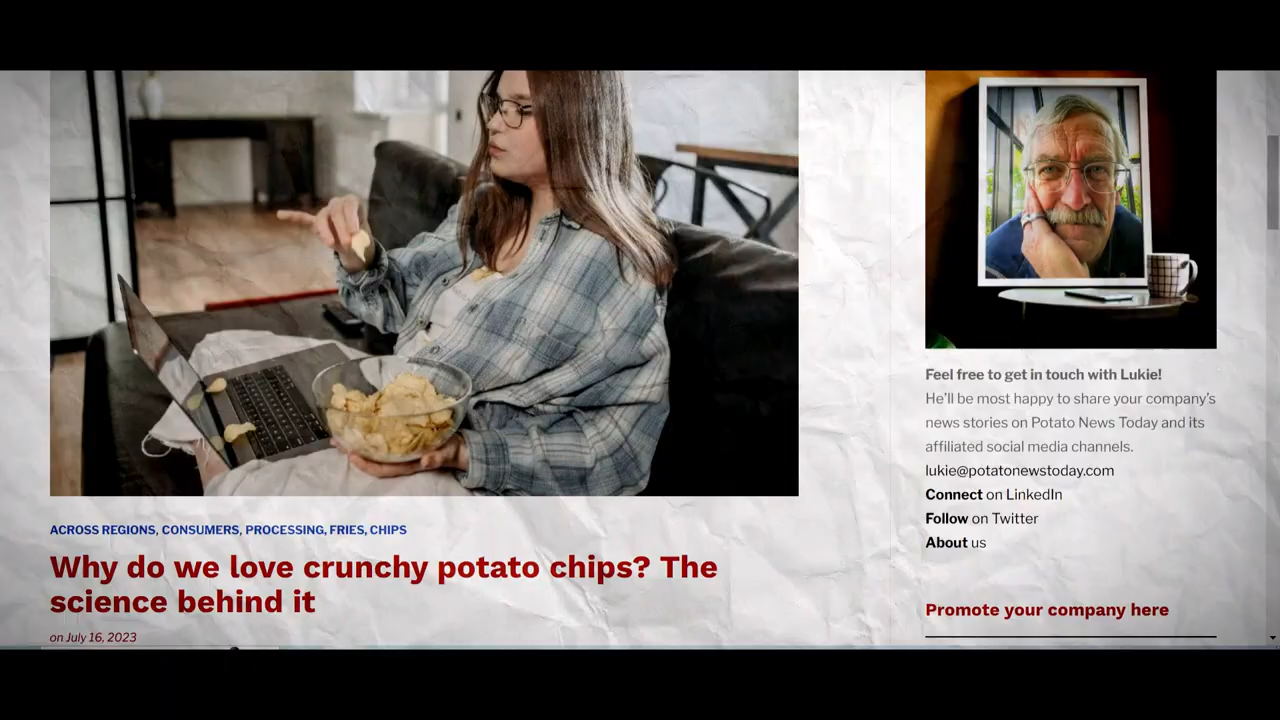 ACROSS REGIONS, CONSUMERS, PROCESSING, FRIES, CHIPS
Why do we love crunchy potato chips? The
science behind it
on July 16, 2023
Feel free to get in touch with Lukie!
He'll be most happy to share your company's
news stories on Potato News Today and its
affiliated social media channels.
lukie@potatonewstoday.com
Connect on LinkedIn
Follow on Twitter
About us
Promote your company here